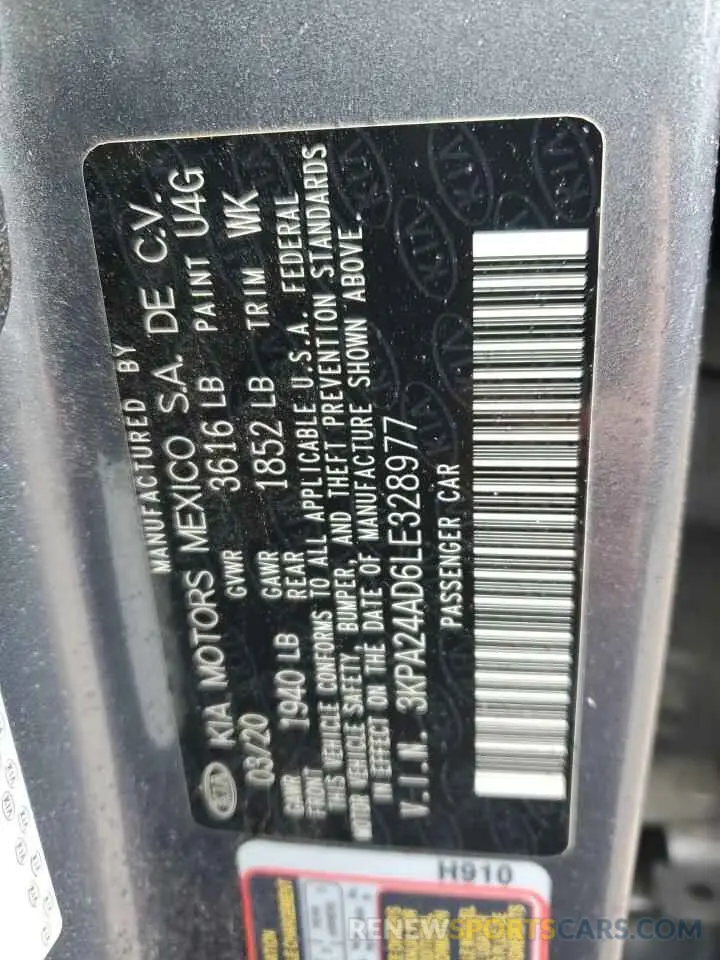 MANUFACTURED BY
KIA KIA MOTORS MEXICO S.A. DE C.V.
03/20 GVWR 3616 LB PAINT U4G
GAWR FRONT 1940 LB GAWR REAR 1852 LB TRIM WK
THIS VEHICLE CONFORMS TO ALL APPLICABLE U.S.A. FEDERAL
MOTOR VEHICLE SAFETY, BUMPER, AND THEFT PREVENTION STANDARDS
IN EFFECT ON THE DATE OF MANUFACTURE SHOWN ABOVE.
V.I.N. 3KPA24AD6LE328977
PASSENGER CAR
H910
RENEWSPORTSCARS.COM